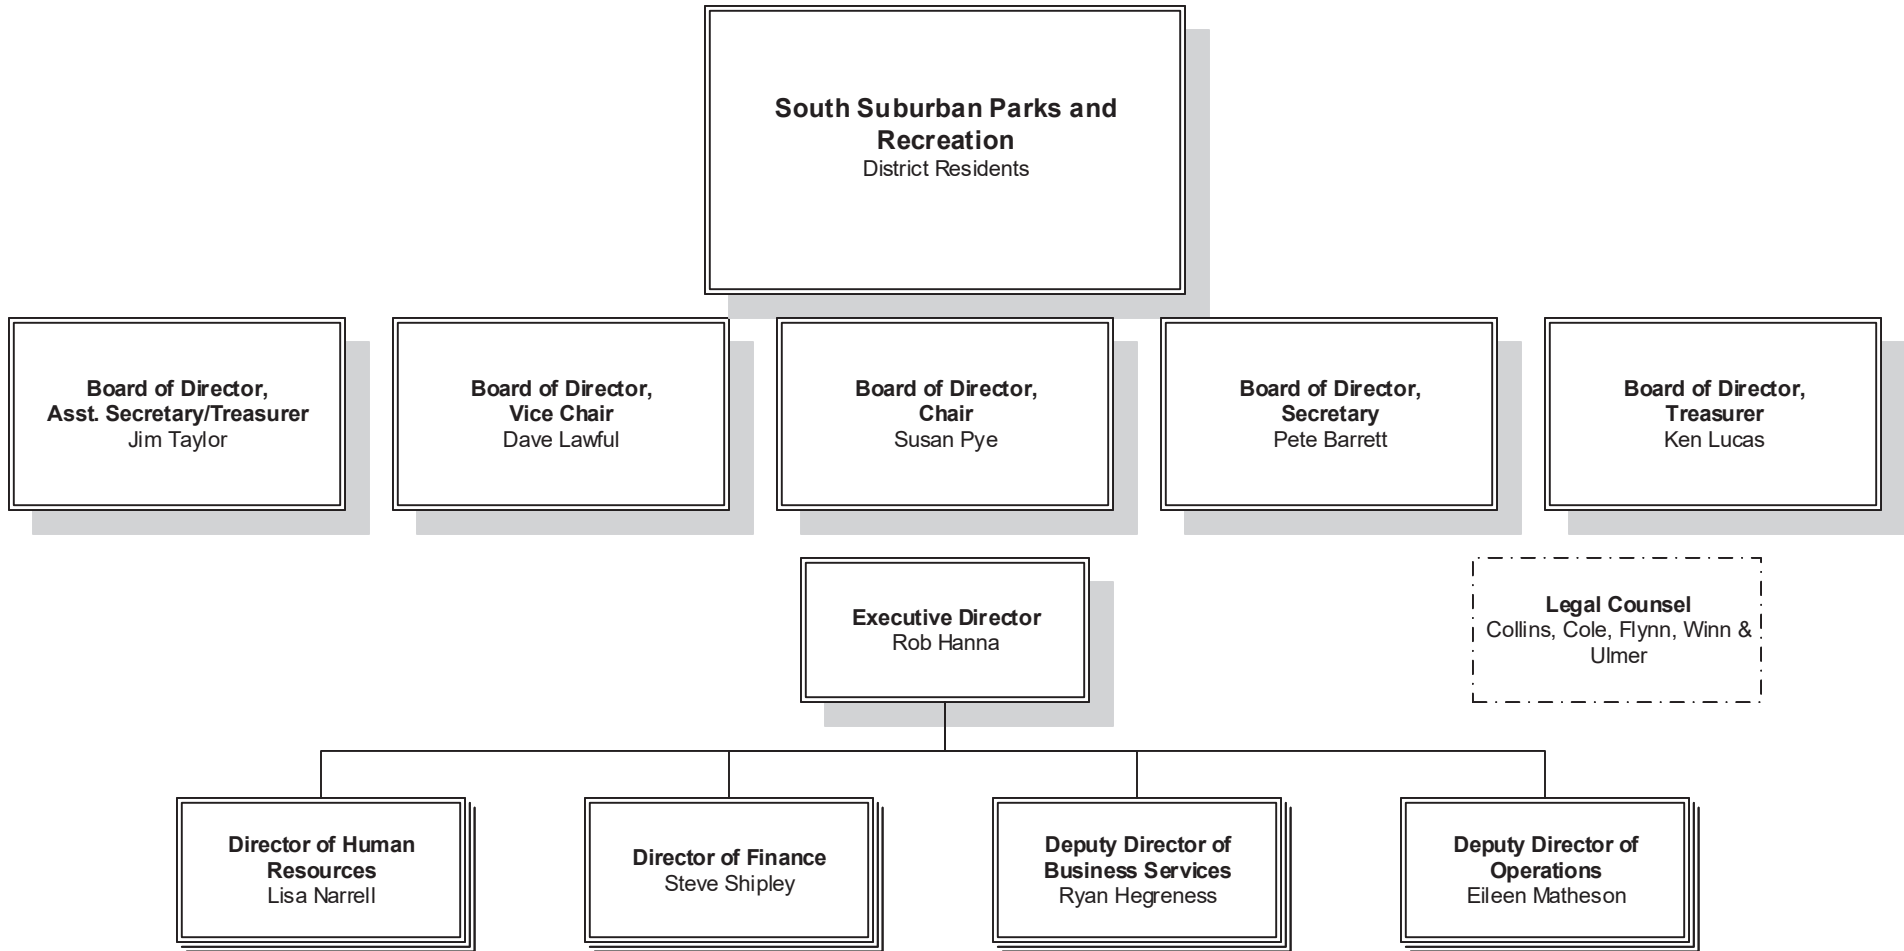 South Suburban Parks and
Recreation
District Residents
Board of Director,
Asst. Secretary/Treasurer
Jim Taylor
Board of Director,
Vice Chair
Dave Lawful
Board of Director,
Chair
Susan Pye
Board of Director,
Secretary
Pete Barrett
Board of Director,
Treasurer
Ken Lucas
Executive Director
Rob Hanna
Legal Counsel
Collins, Cole, Flynn, Winn &
Ulmer
Director of Human
Resources
Lisa Narrell
Director of Finance
Steve Shipley
Deputy Director of
Business Services
Ryan Hegreness
Deputy Director of
Operations
Eileen Matheson